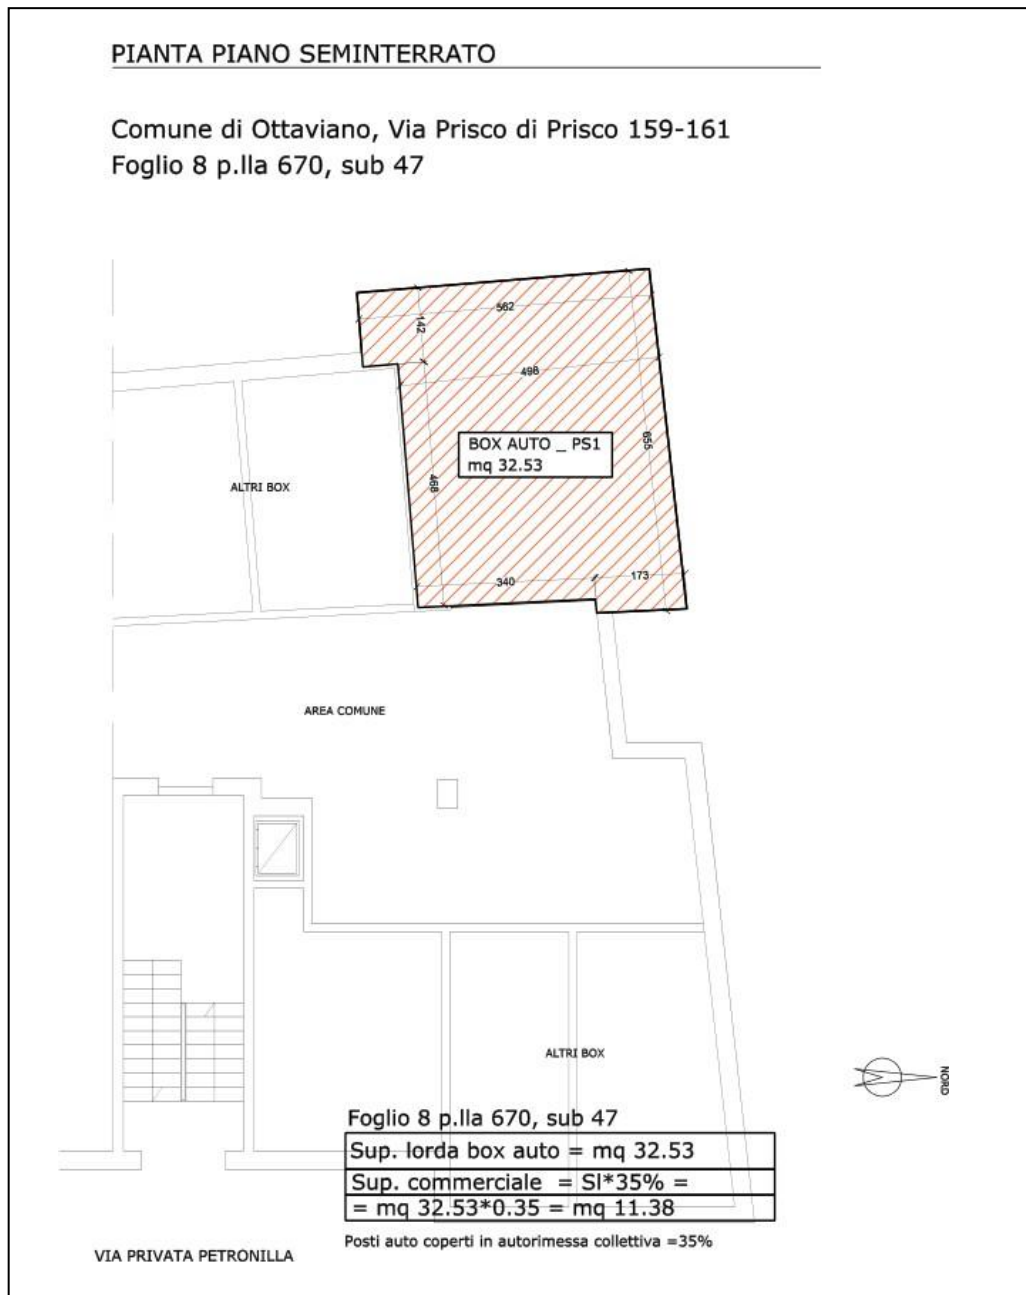 PIANTA PIANO SEMINTERRATO
Comune di Ottaviano, Via Prisco di Prisco 159-161
Foglio 8 p.lla 670, sub 47
562
142
498
BOX AUTO _ PS1
mq 32.53
655
468
ALTRI BOX
340
173
AREA COMUNE
ALTRI BOX
NORD
Foglio 8 p.lla 670, sub 47
Sup. lorda box auto = mq 32.53
Sup. commerciale = Sl*35% =
= mq 32.53*0.35 = mq 11.38
Posti auto coperti in autorimessa collettiva =35%
VIA PRIVATA PETRONILLA